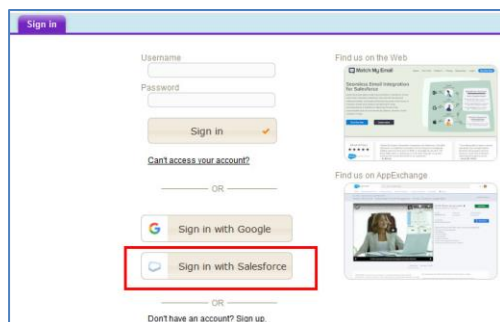 Sign in
Username
Password
Sign in
Can't access your account?
OR
Sign in with Google
Sign in with Salesforce
OR
Don't have an account? Sign up.
Find us on the Web
Match My Email
Seamless Email Integration
for Salesforce
Find us on AppExchange